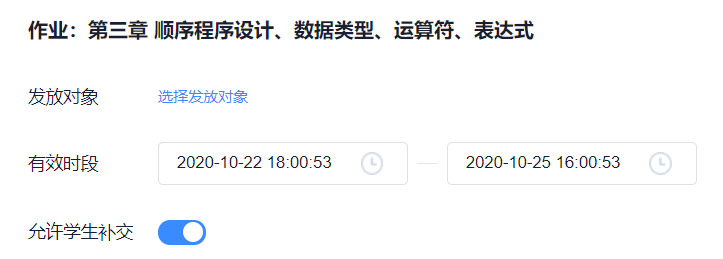 作业：第三章 顺序程序设计、数据类型、运算符、表达式
发放对象 选择发放对象
有效时段 2020-10-22 18:00:53 — 2020-10-25 16:00:53
允许学生补交